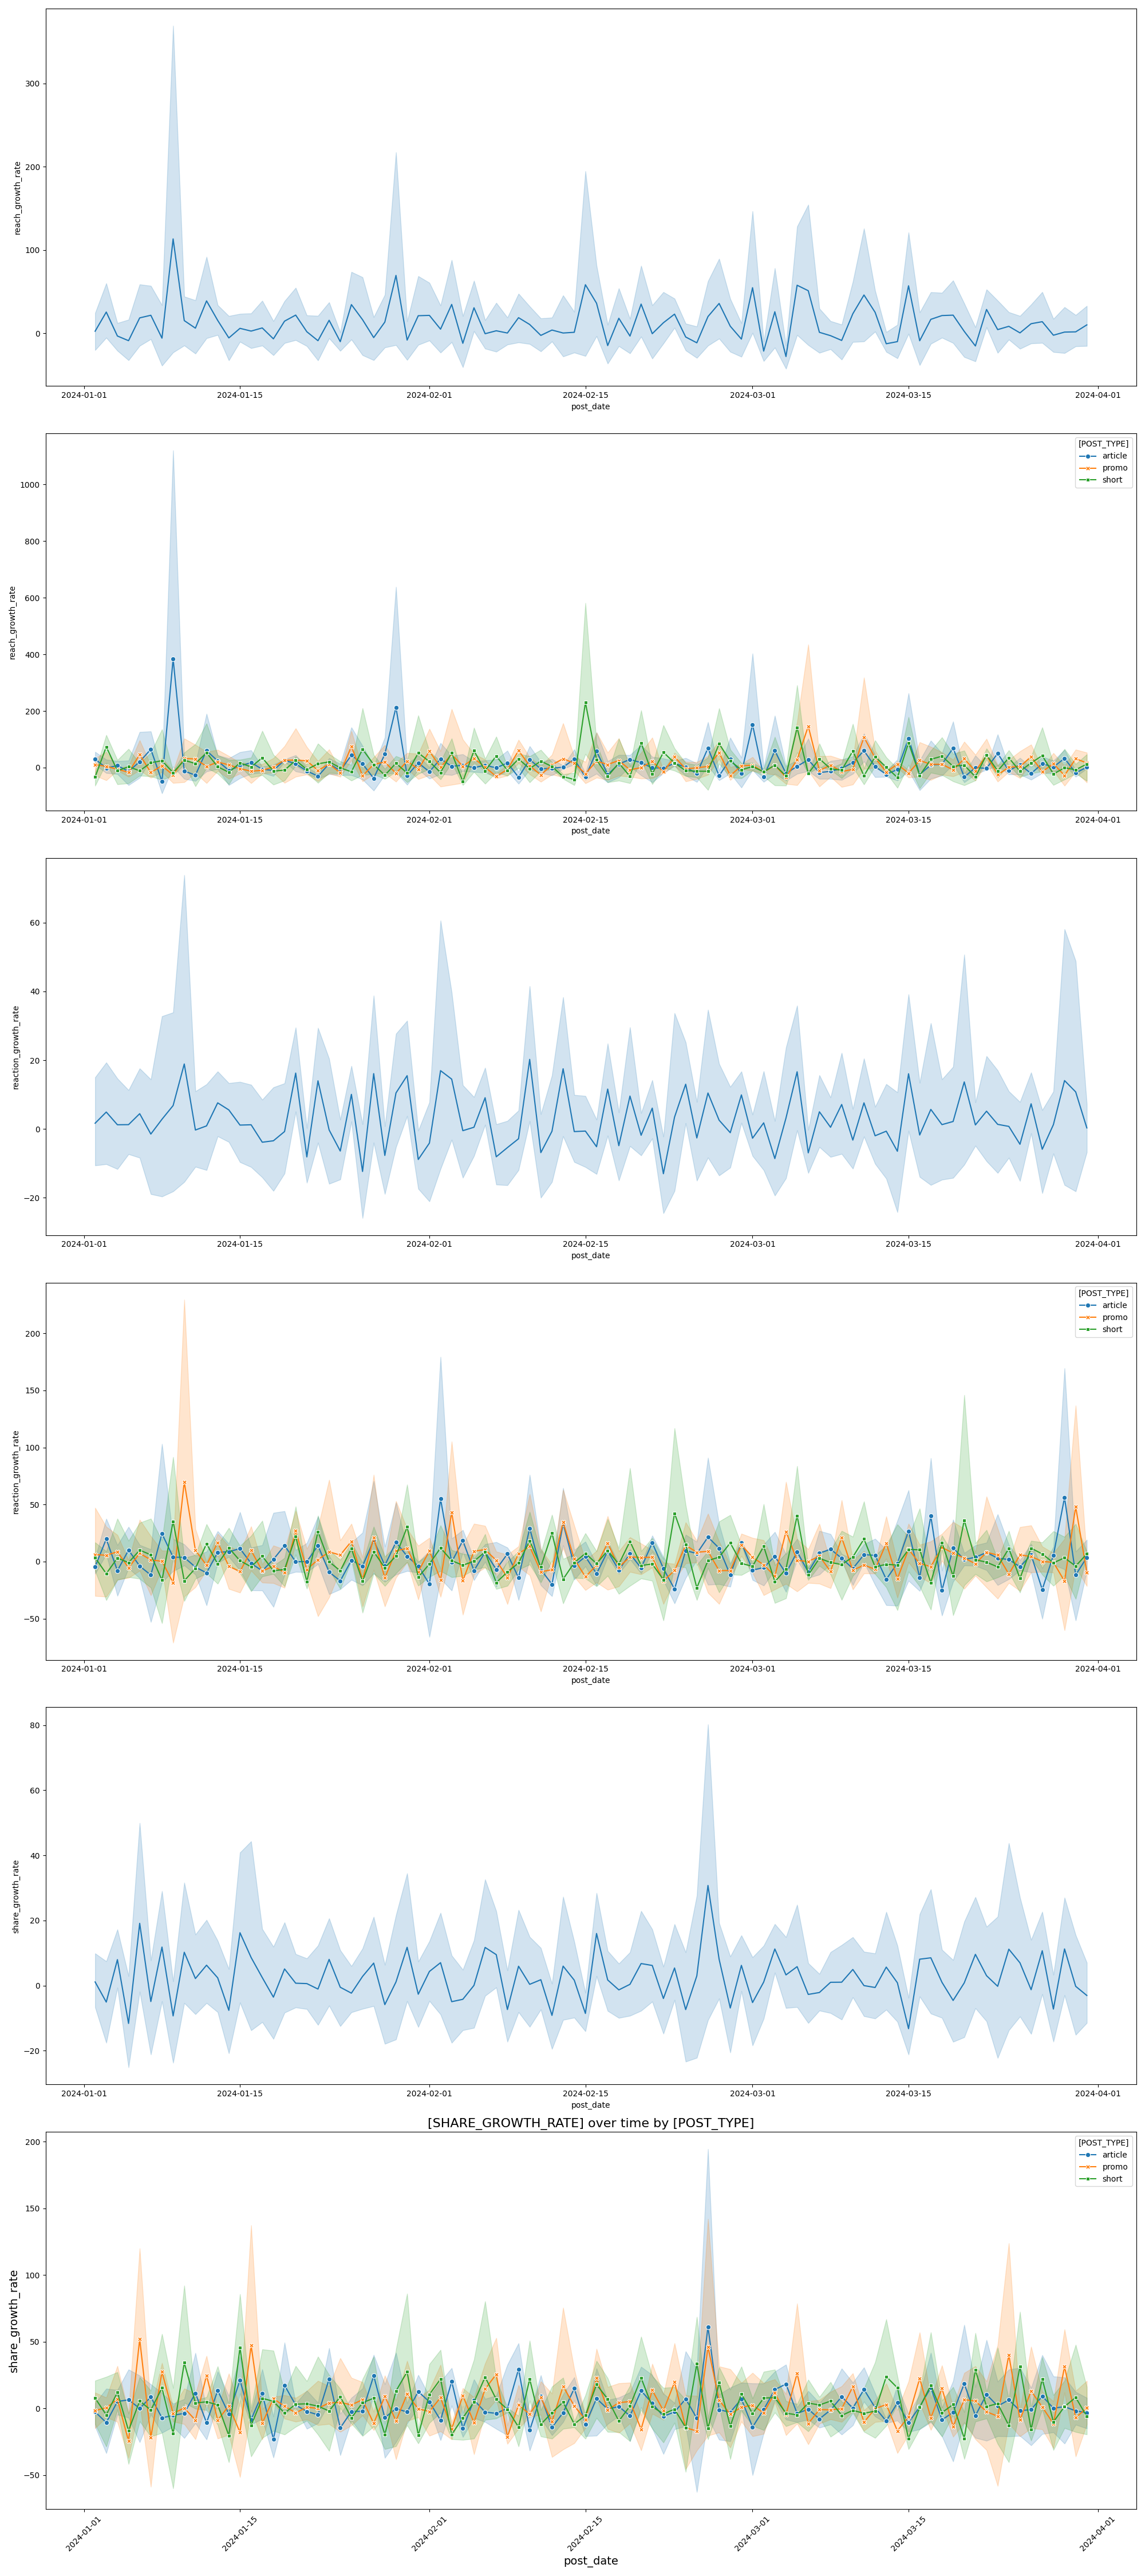 300
200
100
0
reach_growth_rate
2024-01-01 2024-01-15 2024-02-01 2024-02-15 2024-03-01 2024-03-15 2024-04-01
post_date
[POST_TYPE]
article
promo
short
1000
800
600
400
200
0
reach_growth_rate
2024-01-01 2024-01-15 2024-02-01 2024-02-15 2024-03-01 2024-03-15 2024-04-01
post_date
60
40
20
0
−20
reaction_growth_rate
2024-01-01 2024-01-15 2024-02-01 2024-02-15 2024-03-01 2024-03-15 2024-04-01
post_date
[POST_TYPE]
article
promo
short
200
150
100
50
0
−50
reaction_growth_rate
2024-01-01 2024-01-15 2024-02-01 2024-02-15 2024-03-01 2024-03-15 2024-04-01
post_date
80
60
40
20
0
−20
share_growth_rate
2024-01-01 2024-01-15 2024-02-01 2024-02-15 2024-03-01 2024-03-15 2024-04-01
post_date
[SHARE_GROWTH_RATE] over time by [POST_TYPE]
[POST_TYPE]
article
promo
short
200
150
100
50
0
−50
share_growth_rate
2024-01-01 2024-01-15 2024-02-01 2024-02-15 2024-03-01 2024-03-15 2024-04-01
post_date